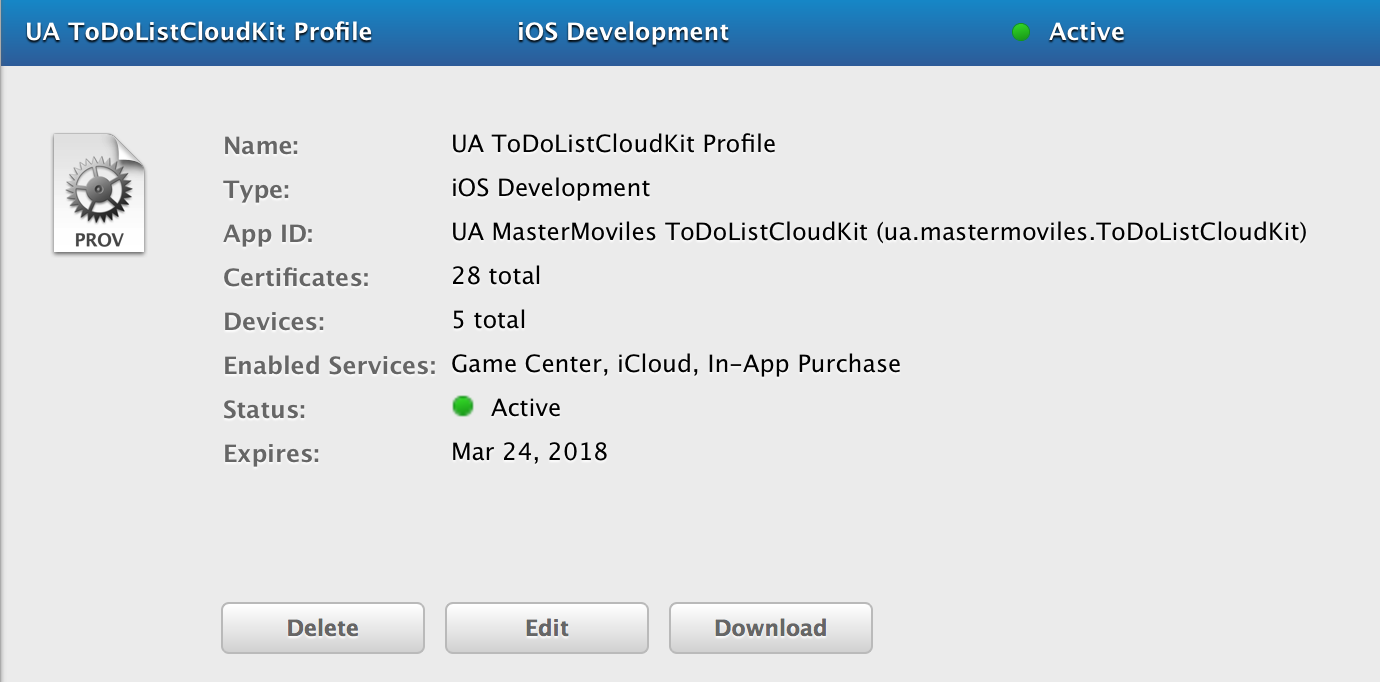 UA ToDoListCloudKit Profile iOS Development Active
PROV
Name: UA ToDoListCloudKit Profile
Type: iOS Development
App ID: UA MasterMoviles ToDoListCloudKit (ua.mastermoviles.ToDoListCloudKit)
Certificates: 28 total
Devices: 5 total
Enabled Services: Game Center, iCloud, In-App Purchase
Status: Active
Expires: Mar 24, 2018
Delete Edit Download